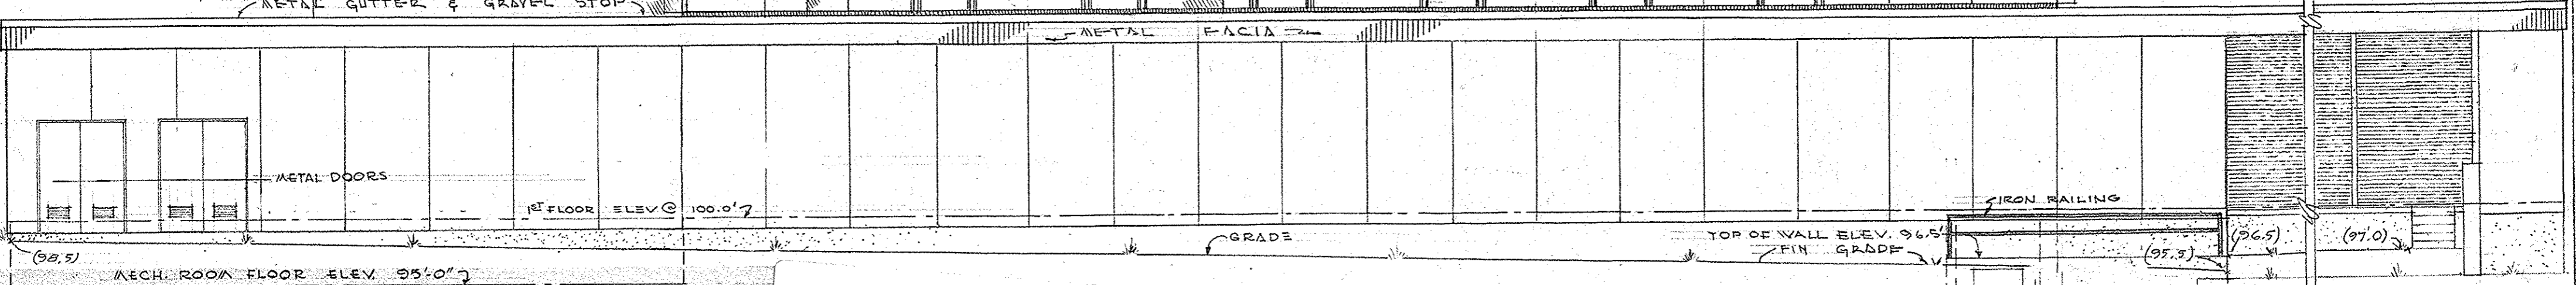 METAL GUTTER & GRAVEL STOP
METAL FACIA
METAL DOORS
1ST FLOOR ELEV @ 100.0'
IRON RAILING
GRADE
TOP OF WALL ELEV. 96.5'
FIN GRADE
(98.5)
(95.5)
(96.5)
(97.0)
MECH. ROOM FLOOR ELEV. 95'-0"